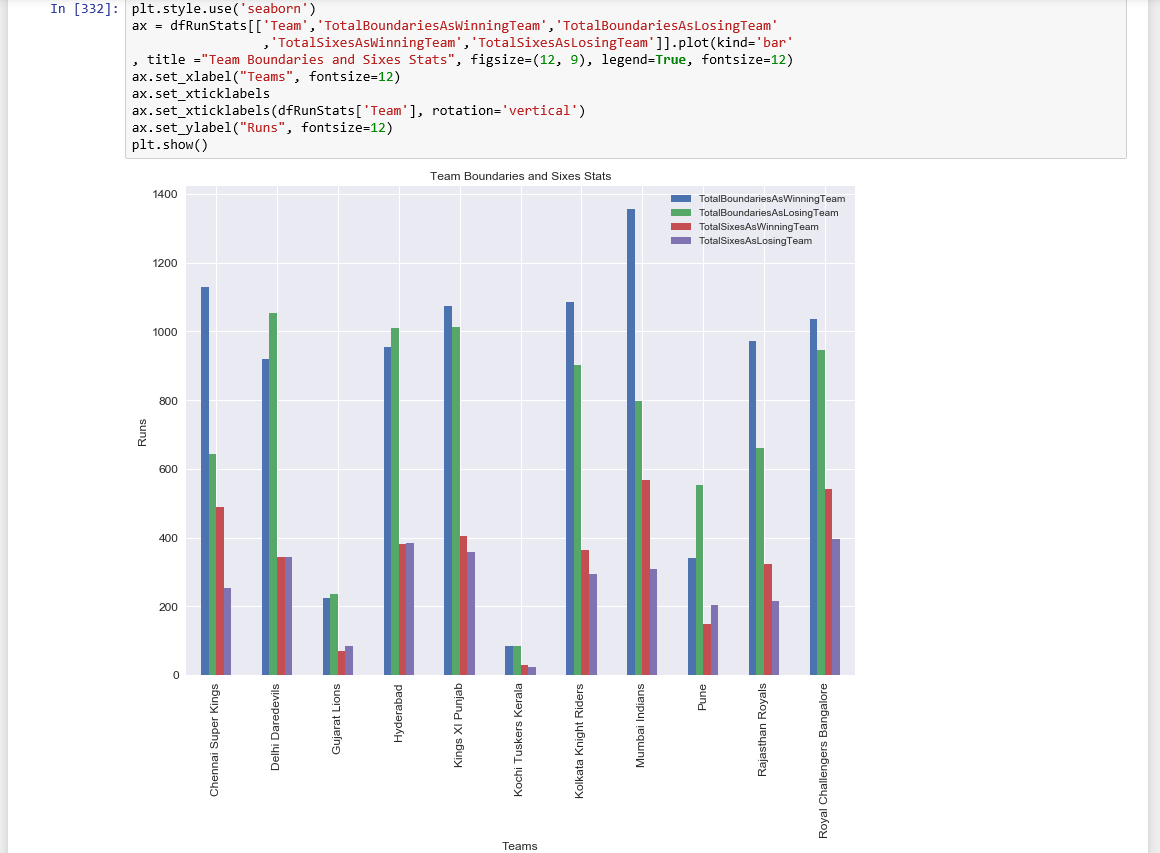 In [332]: plt.style.use('seaborn')
ax = dfRunStats[['Team','TotalBoundariesAsWinningTeam','TotalBoundariesAsLosingTeam'
,'TotalSixesAsWinningTeam','TotalSixesAsLosingTeam']].plot(kind='bar'
, title ="Team Boundaries and Sixes Stats", figsize=(12, 9), legend=True, fontsize=12)
ax.set_xlabel("Teams", fontsize=12)
ax.set_xticklabels
ax.set_xticklabels(dfRunStats['Team'], rotation='vertical')
ax.set_ylabel("Runs", fontsize=12)
plt.show()
Team Boundaries and Sixes Stats
TotalBoundariesAsWinningTeam
TotalBoundariesAsLosingTeam
TotalSixesAsWinningTeam
TotalSixesAsLosingTeam
1400
1200
1000
800
600
400
200
0
Runs
Chennai Super Kings
Delhi Daredevils
Gujarat Lions
Hyderabad
Kings XI Punjab
Kochi Tuskers Kerala
Kolkata Knight Riders
Mumbai Indians
Pune
Rajasthan Royals
Royal Challengers Bangalore
Teams